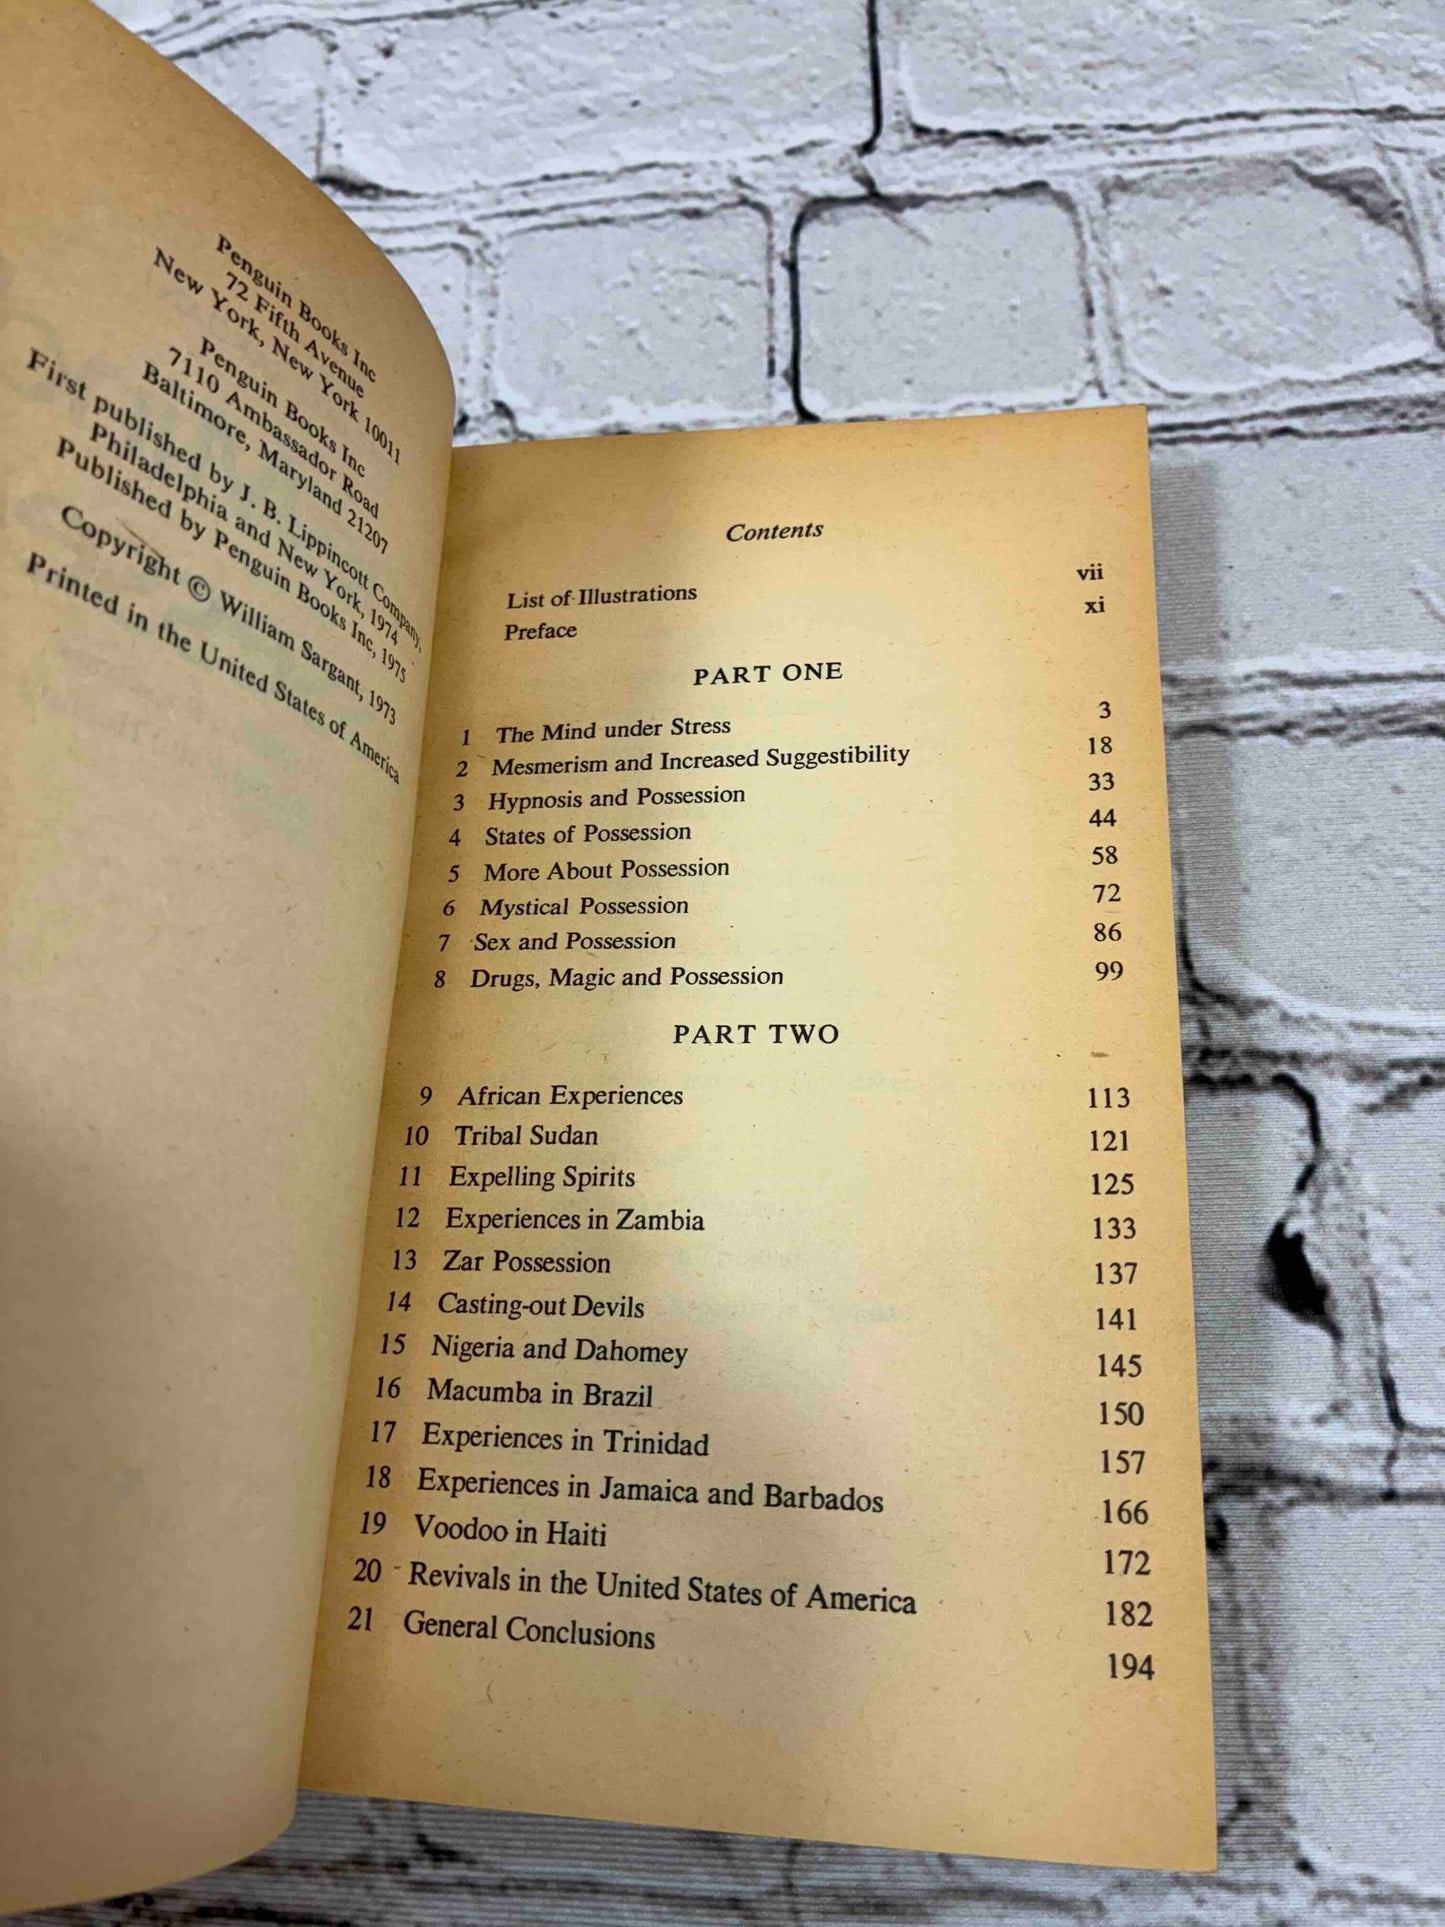 Penguin Books Inc
72 Fifth Avenue
New York, New York 10011
Penguin Books Inc
7110 Ambassador Road
Baltimore, Maryland 21207
First published by J. B. Lippincott Company,
Philadelphia and New York, 1974
Published by Penguin Books Inc, 1975
Copyright © William Sargant, 1973
Printed in the United States of America
Contents
List of Illustrations vii
Preface xi
PART ONE
1 The Mind under Stress 3
2 Mesmerism and Increased Suggestibility 18
3 Hypnosis and Possession 33
4 States of Possession 44
5 More About Possession 58
6 Mystical Possession 72
7 Sex and Possession 86
8 Drugs, Magic and Possession 99
PART TWO
9 African Experiences 113
10 Tribal Sudan 121
11 Expelling Spirits 125
12 Experiences in Zambia 133
13 Zar Possession 137
14 Casting-out Devils 141
15 Nigeria and Dahomey 145
16 Macumba in Brazil 150
17 Experiences in Trinidad 157
18 Experiences in Jamaica and Barbados 166
19 Voodoo in Haiti 172
20 Revivals in the United States of America 182
21 General Conclusions 194